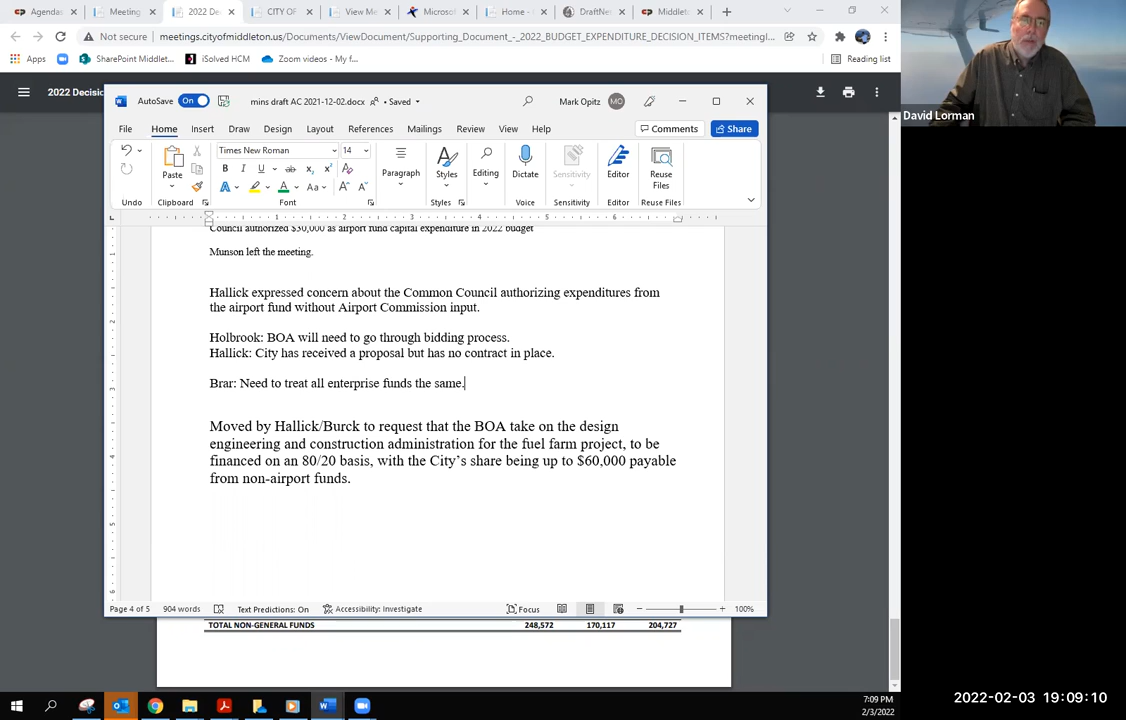 Agendas
Meeting
2022 Deci
CITY OF
View Me
Microso
Home -
DraftNe
Middlet
Not secure
meetings.cityofmiddleton.us/Documents/ViewDocument/Supporting_Document_-_2022_BUDGET_EXPENDITURE_DECISION_ITEMS?meetingI...
Apps
SharePoint Middlet...
iSolved HCM
Zoom videos - My f...
Reading list
2022 Decisio
AutoSave On
mins draft AC 2021-12-02.docx
• Saved
Mark Opitz
MO
File Home Insert Draw Design Layout References Mailings Review View Help
Comments
Share
Times New Roman
14
Paste
Paragraph
Styles
Editing
Dictate
Sensitivity
Editor
Reuse Files
Undo
Clipboard
Font
Styles
Voice
Sensitivity
Editor
Reuse Files
Council authorized $30,000 as airport fund capital expenditure in 2022 budget
Munson left the meeting.
Hallick expressed concern about the Common Council authorizing expenditures from
the airport fund without Airport Commission input.
Holbrook: BOA will need to go through bidding process.
Hallick: City has received a proposal but has no contract in place.
Brar: Need to treat all enterprise funds the same.
Moved by Hallick/Burck to request that the BOA take on the design
engineering and construction administration for the fuel farm project, to be
financed on an 80/20 basis, with the City's share being up to $60,000 payable
from non-airport funds.
Page 4 of 5
904 words
Text Predictions: On
Accessibility: Investigate
Focus
100%
TOTAL NON-GENERAL FUNDS 248,572 170,117 204,727
7:09 PM
2/3/2022
David Lorman
2022-02-03 19:09:10